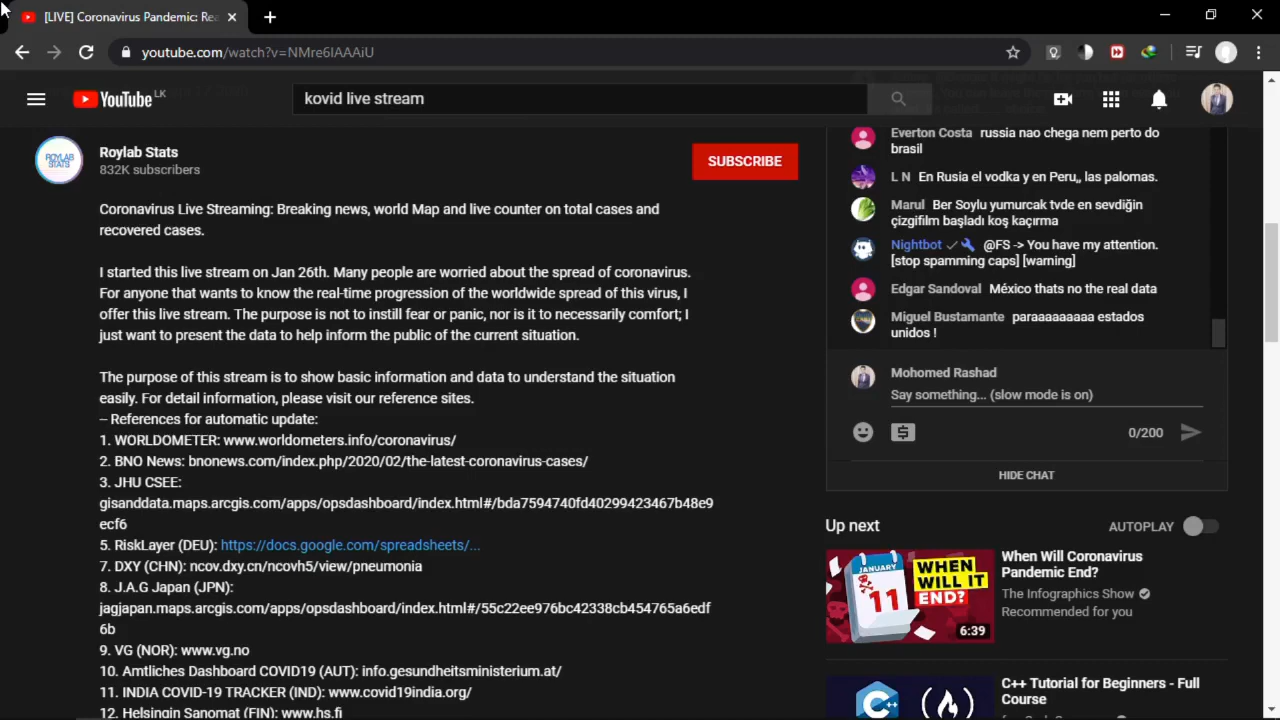 [LIVE] Coronavirus Pandemic: Rea
youtube.com/watch?v=NMre6IAAAiU
YouTube LK
kovid live stream
Roylab Stats
832K subscribers
SUBSCRIBE
ROYLAB
STATS
Coronavirus Live Streaming: Breaking news, world Map and live counter on total cases and
recovered cases.
I started this live stream on Jan 26th. Many people are worried about the spread of coronavirus.
For anyone that wants to know the real-time progression of the worldwide spread of this virus, I
offer this live stream. The purpose is not to instill fear or panic, nor is it to necessarily comfort; I
just want to present the data to help inform the public of the current situation.
The purpose of this stream is to show basic information and data to understand the situation
easily. For detail information, please visit our reference sites.
-- References for automatic update:
1. WORLDOMETER: www.worldometers.info/coronavirus/
2. BNO News: bnonews.com/index.php/2020/02/the-latest-coronavirus-cases/
3. JHU CSEE:
gisanddata.maps.arcgis.com/apps/opsdashboard/index.html#/bda7594740fd40299423467b48e9
ecf6
5. RiskLayer (DEU): https://docs.google.com/spreadsheets/...
7. DXY (CHN): ncov.dxy.cn/ncovh5/view/pneumonia
8. J.A.G Japan (JPN):
jagjapan.maps.arcgis.com/apps/opsdashboard/index.html#/55c22ee976bc42338cb454765a6edf
6b
9. VG (NOR): www.vg.no
10. Amtliches Dashboard COVID19 (AUT): info.gesundheitsministerium.at/
11. INDIA COVID-19 TRACKER (IND): www.covid19india.org/
12. Helsingin Sanomat (FIN): www.hs.fi
Everton Costa russia nao chega nem perto do
brasil
L N En Rusia el vodka y en Peru,, las palomas.
Marul Ber Soylu yumurcak tvde en sevdiğin
çizgifilm başladı koş kaçırma
Nightbot @FS -> You have my attention.
[stop spamming caps] [warning]
Edgar Sandoval México thats no the real data
Miguel Bustamante paraaaaaaaaa estados
unidos !
Mohomed Rashad
Say something... (slow mode is on)
0/200
HIDE CHAT
Up next
AUTOPLAY
JANUARY
11
WHEN
WILL IT
END?
6:39
When Will Coronavirus
Pandemic End?
The Infographics Show
Recommended for you
C++
C++ Tutorial for Beginners - Full
Course